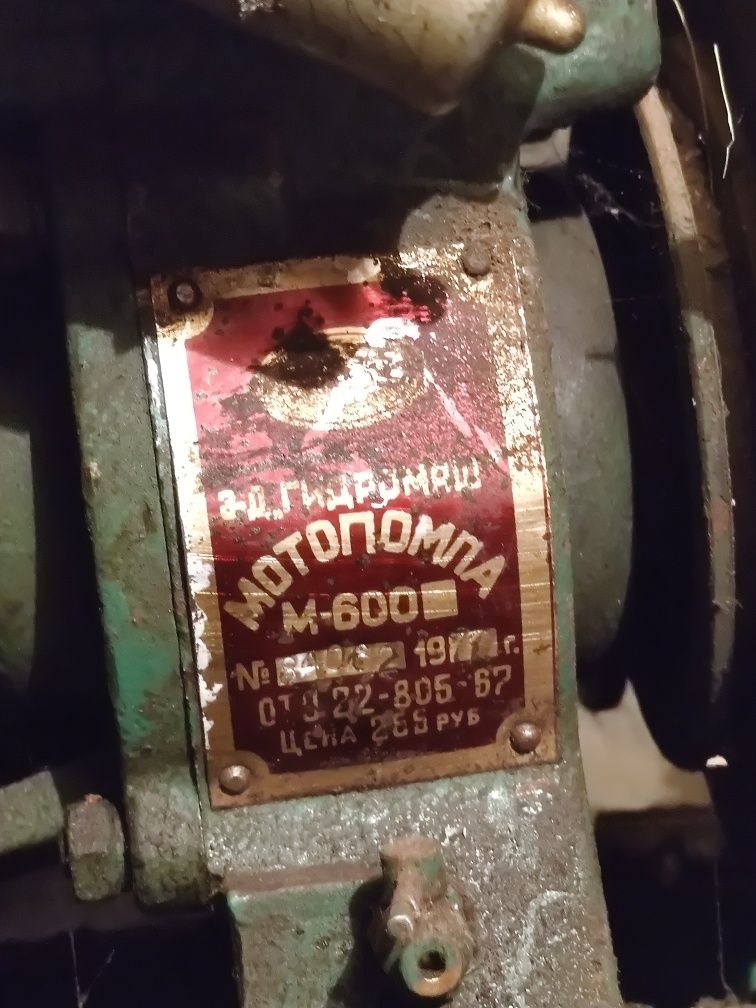 з-д „ГИДРОМАШ
МОТОПОМПА
М-600
№ 19 г.
ОТУ 22-805-67
ЦЕНА 265 РУБ